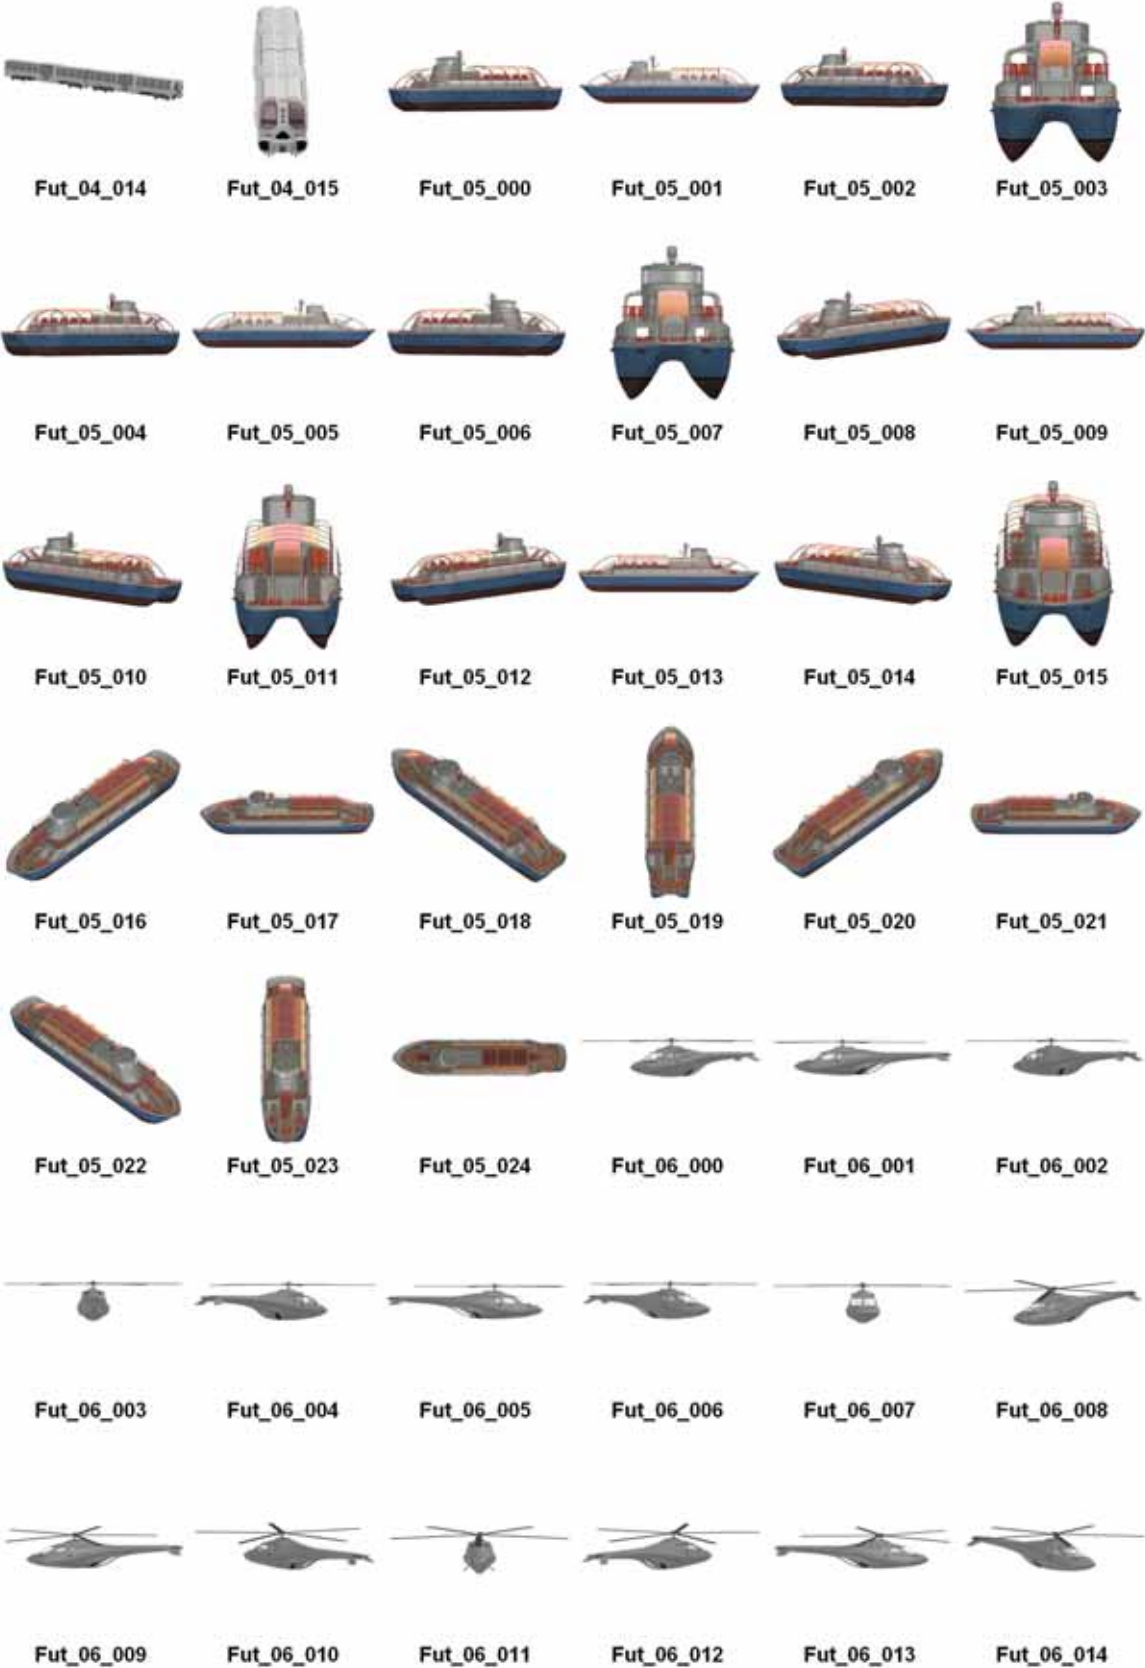 Fut_04_014 Fut_04_015 Fut_05_000 Fut_05_001 Fut_05_002 Fut_05_003
Fut_05_004 Fut_05_005 Fut_05_006 Fut_05_007 Fut_05_008 Fut_05_009
Fut_05_010 Fut_05_011 Fut_05_012 Fut_05_013 Fut_05_014 Fut_05_015
Fut_05_016 Fut_05_017 Fut_05_018 Fut_05_019 Fut_05_020 Fut_05_021
Fut_05_022 Fut_05_023 Fut_05_024 Fut_06_000 Fut_06_001 Fut_06_002
Fut_06_003 Fut_06_004 Fut_06_005 Fut_06_006 Fut_06_007 Fut_06_008
Fut_06_009 Fut_06_010 Fut_06_011 Fut_06_012 Fut_06_013 Fut_06_014